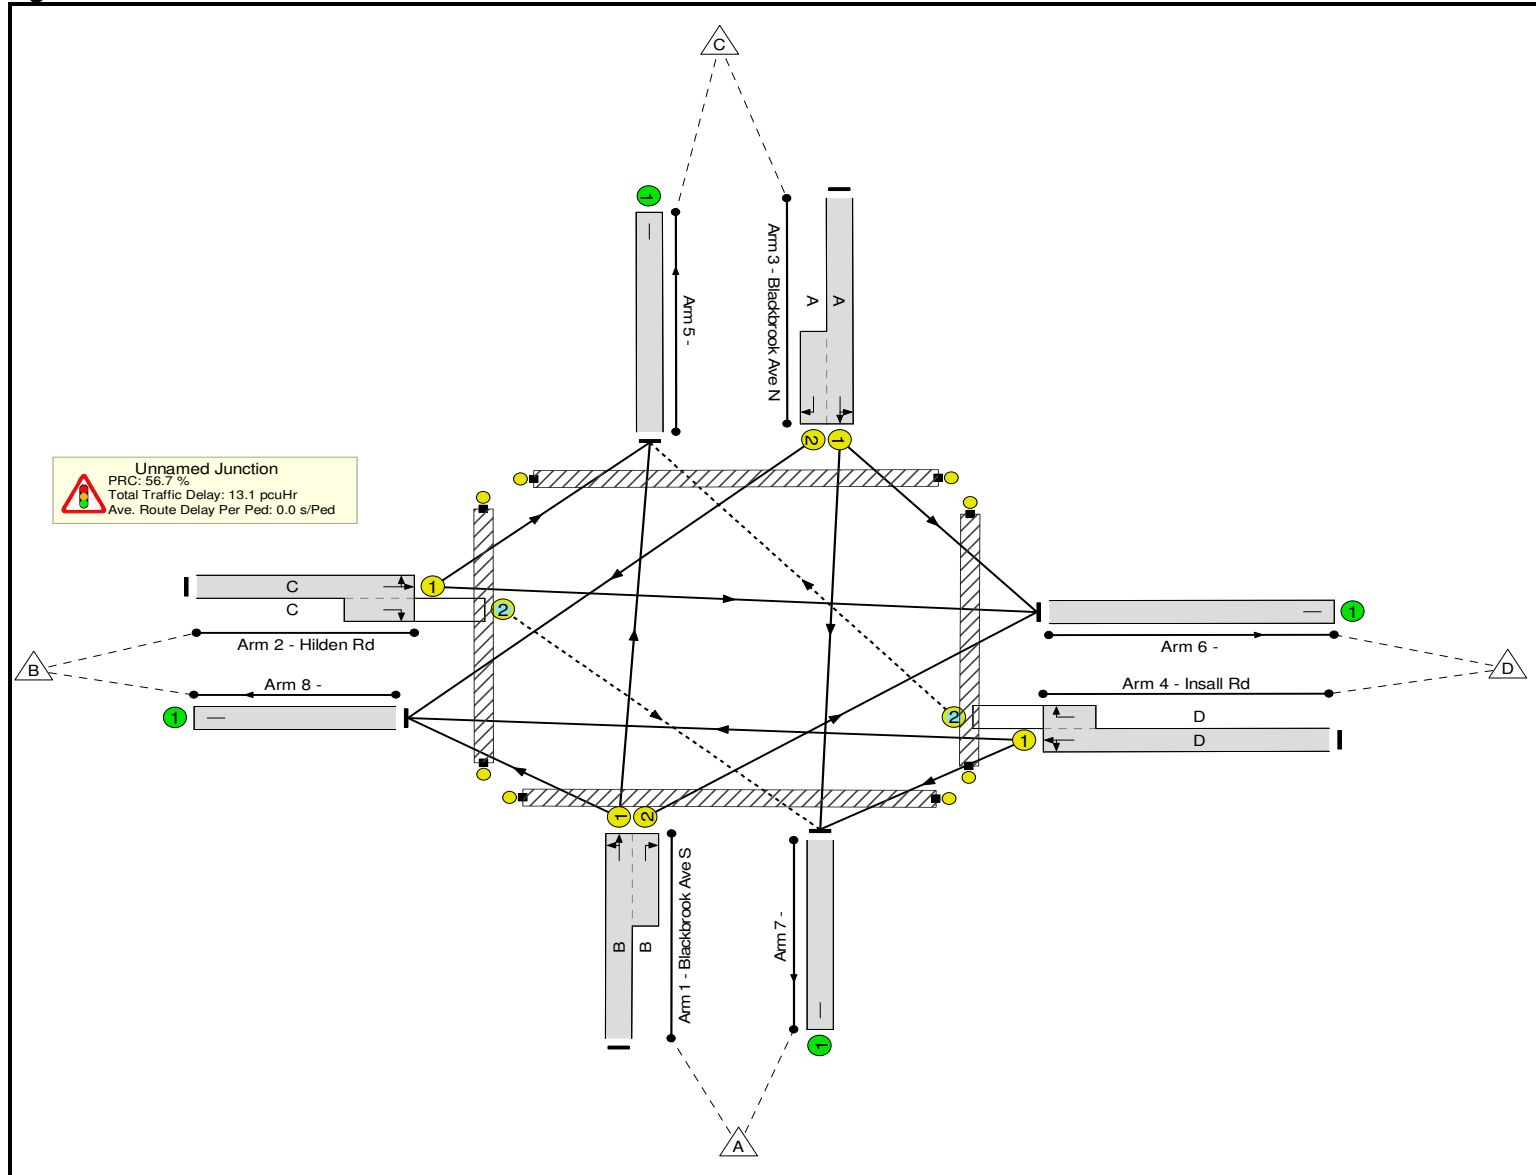 C
1
Arm 5 -
Arm 3 - Blackbrook Ave N
A
A
2
1
Unnamed Junction
PRC: 56.7 %
Total Traffic Delay: 13.1 pcuHr
Ave. Route Delay Per Ped: 0.0 s/Ped
C
1
C
2
Arm 2 - Hilden Rd
B
Arm 8 -
1
1
Arm 6 -
D
Arm 4 - Insall Rd
2
D
1
D
1
2
B
B
Arm 1 - Blackbrook Ave S
Arm 7 -
1
A